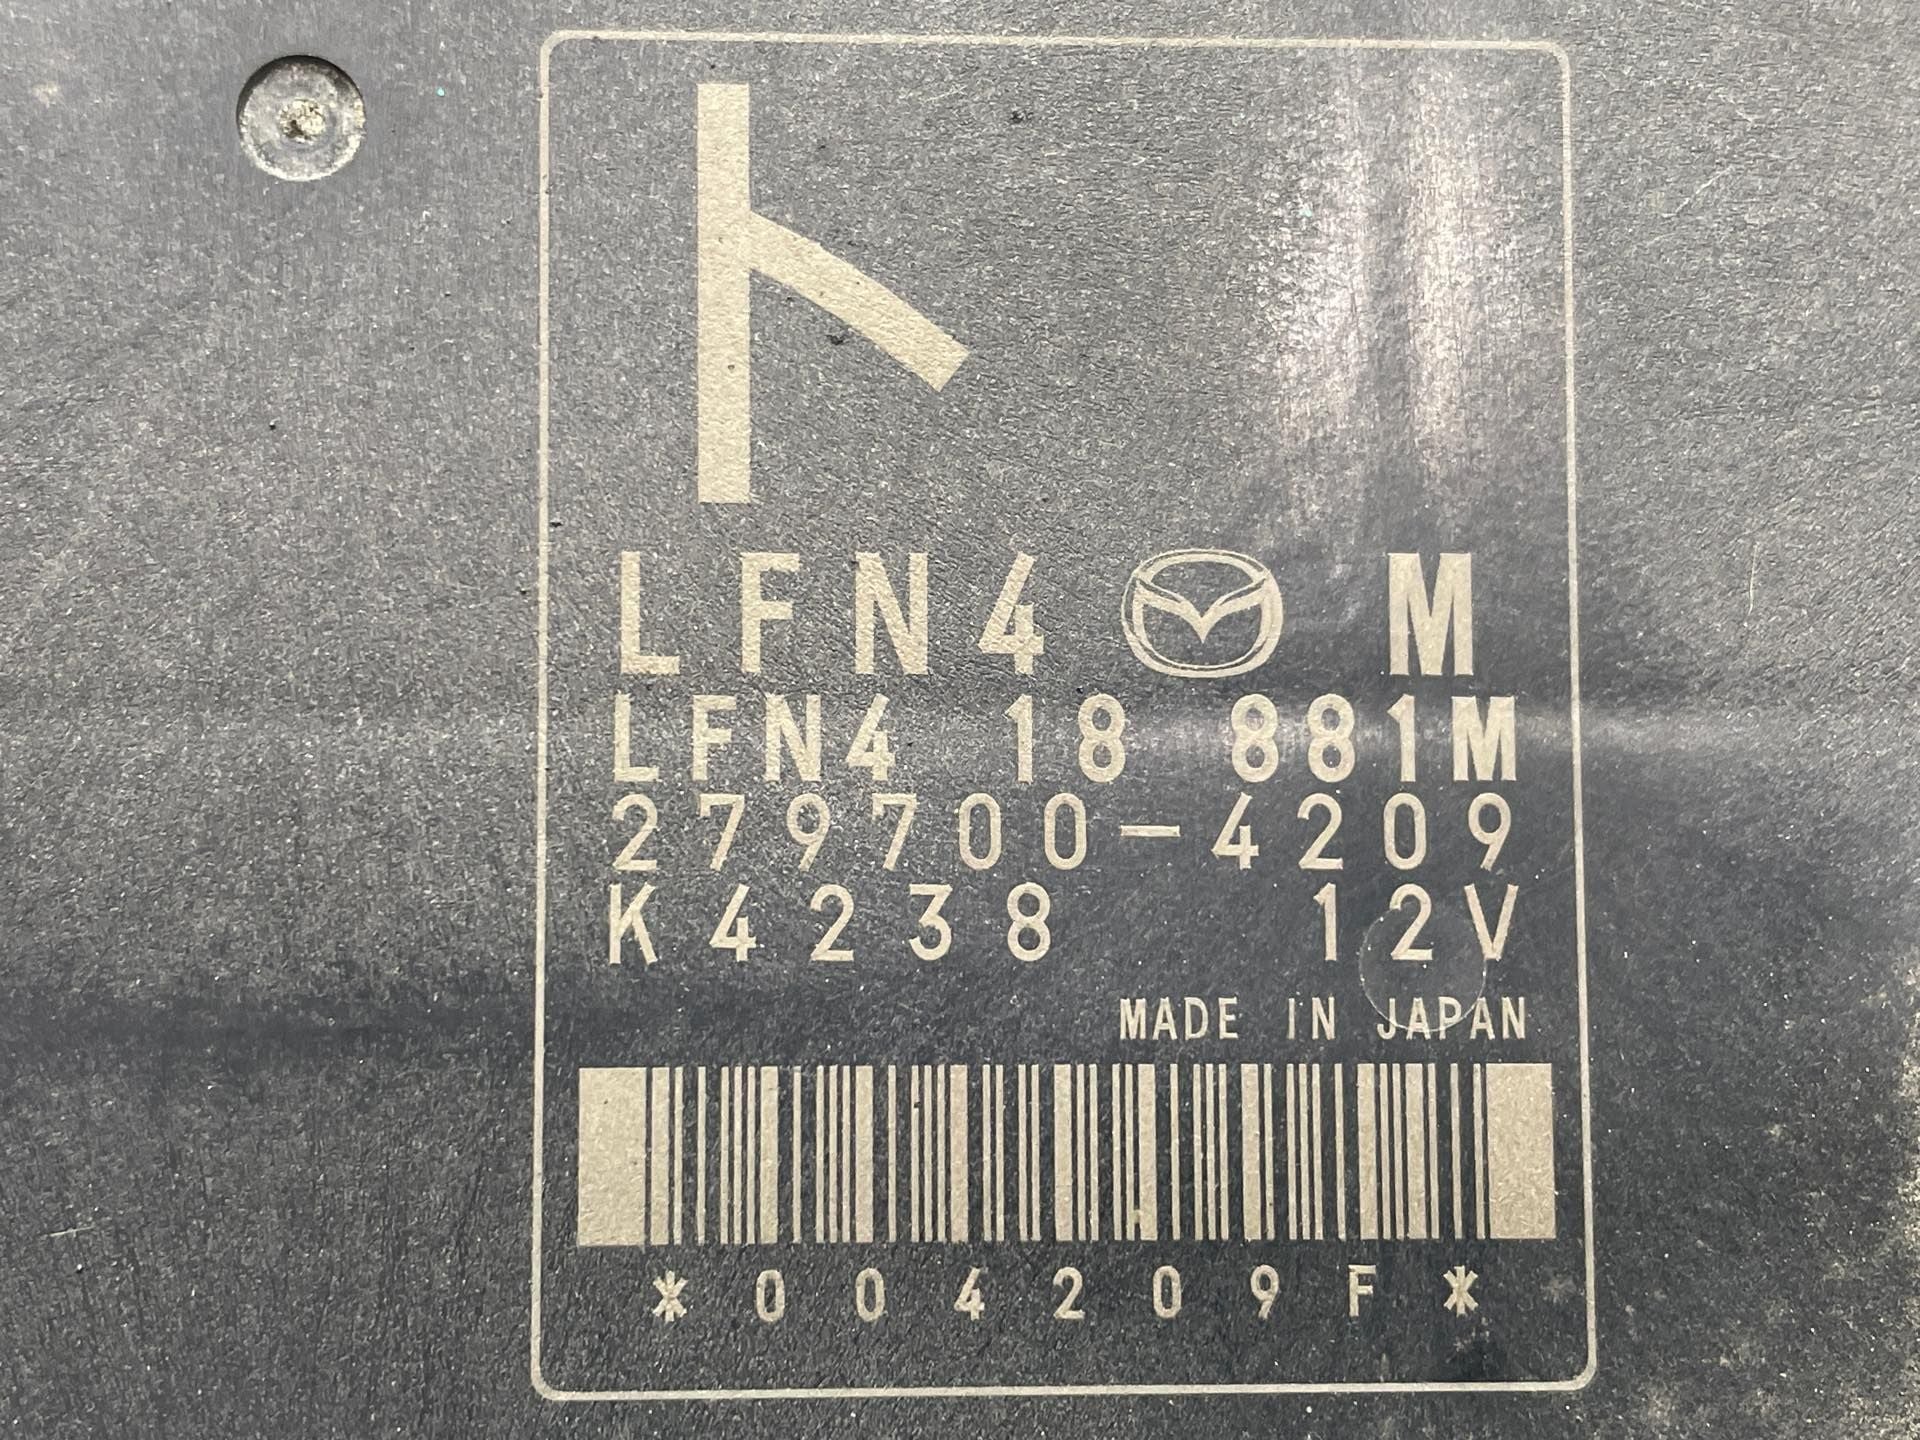 ト
LFN4 M
LFN4 18 881M
279700-4209
K4238 12V
MADE IN JAPAN
*004209F*